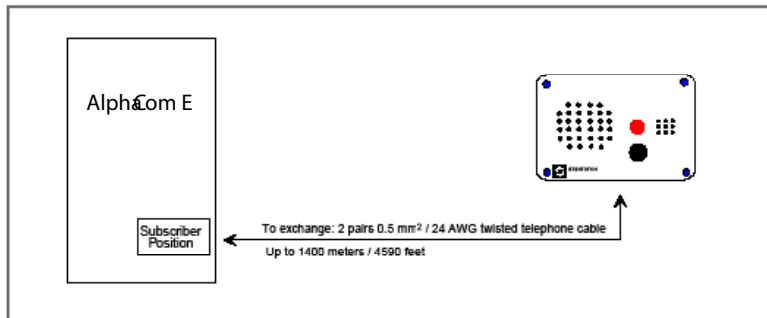 AlphaCom E
Subscriber
Position
To exchange: 2 pairs 0.5 mm² / 24 AWG twisted telephone cable
Up to 1400 meters / 4590 feet